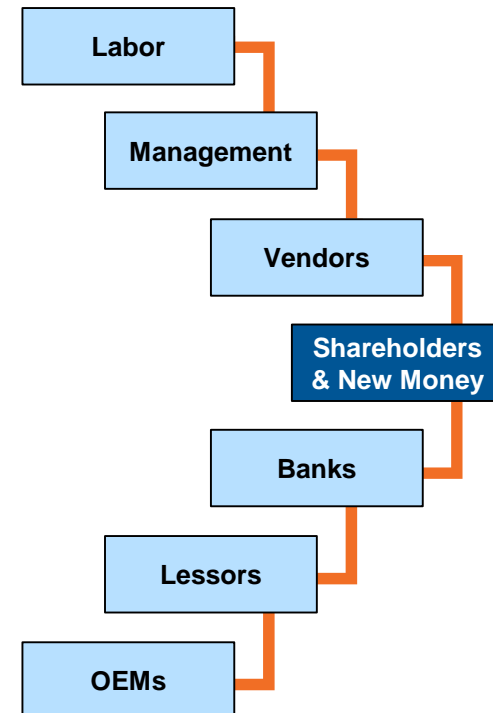 Labor
Management
Vendors
Shareholders
& New Money
Banks
Lessors
OEMs